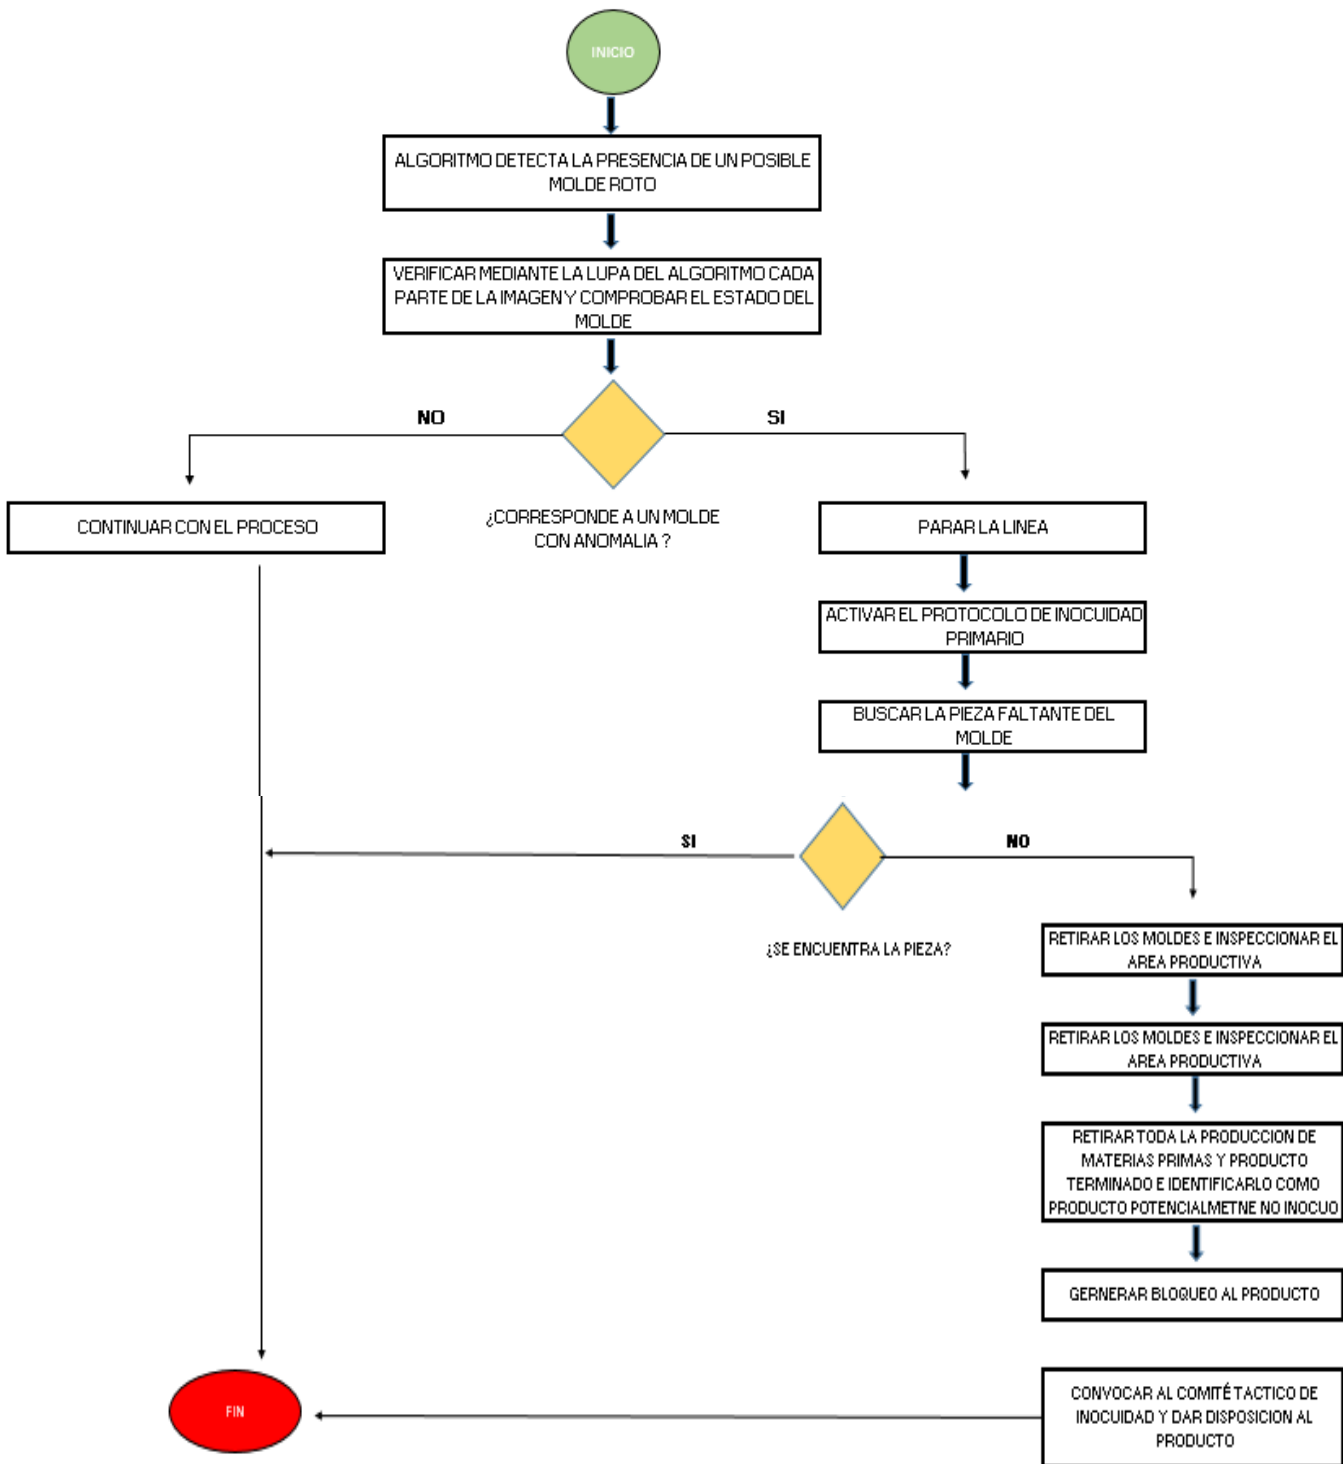 INICIO
ALGORITMO DETECTA LA PRESENCIA DE UN POSIBLE
MOLDE ROTO
VERIFICAR MEDIANTE LA LUPA DEL ALGORITMO CADA
PARTE DE LA IMAGEN Y COMPROBAR EL ESTADO DEL
MOLDE
NO
SI
CONTINUAR CON EL PROCESO
¿CORRESPONDE A UN MOLDE
CON ANOMALIA ?
PARAR LA LINEA
ACTIVAR EL PROTOCOLO DE INOCUIDAD
PRIMARIO
BUSCAR LA PIEZA FALTANTE DEL
MOLDE
SI
NO
¿SE ENCUENTRA LA PIEZA?
RETIRAR LOS MOLDES E INSPECCIONAR EL
AREA PRODUCTIVA
RETIRAR LOS MOLDES E INSPECCIONAR EL
AREA PRODUCTIVA
RETIRAR TODA LA PRODUCCION DE
MATERIAS PRIMAS Y PRODUCTO
TERMINADO E IDENTIFICARLO COMO
PRODUCTO POTENCIALMETNE NO INOCUO
GERNERAR BLOQUEO AL PRODUCTO
CONVOCAR AL COMITÉ TACTICO DE
INOCUIDAD Y DAR DISPOSICION AL
PRODUCTO
FIN